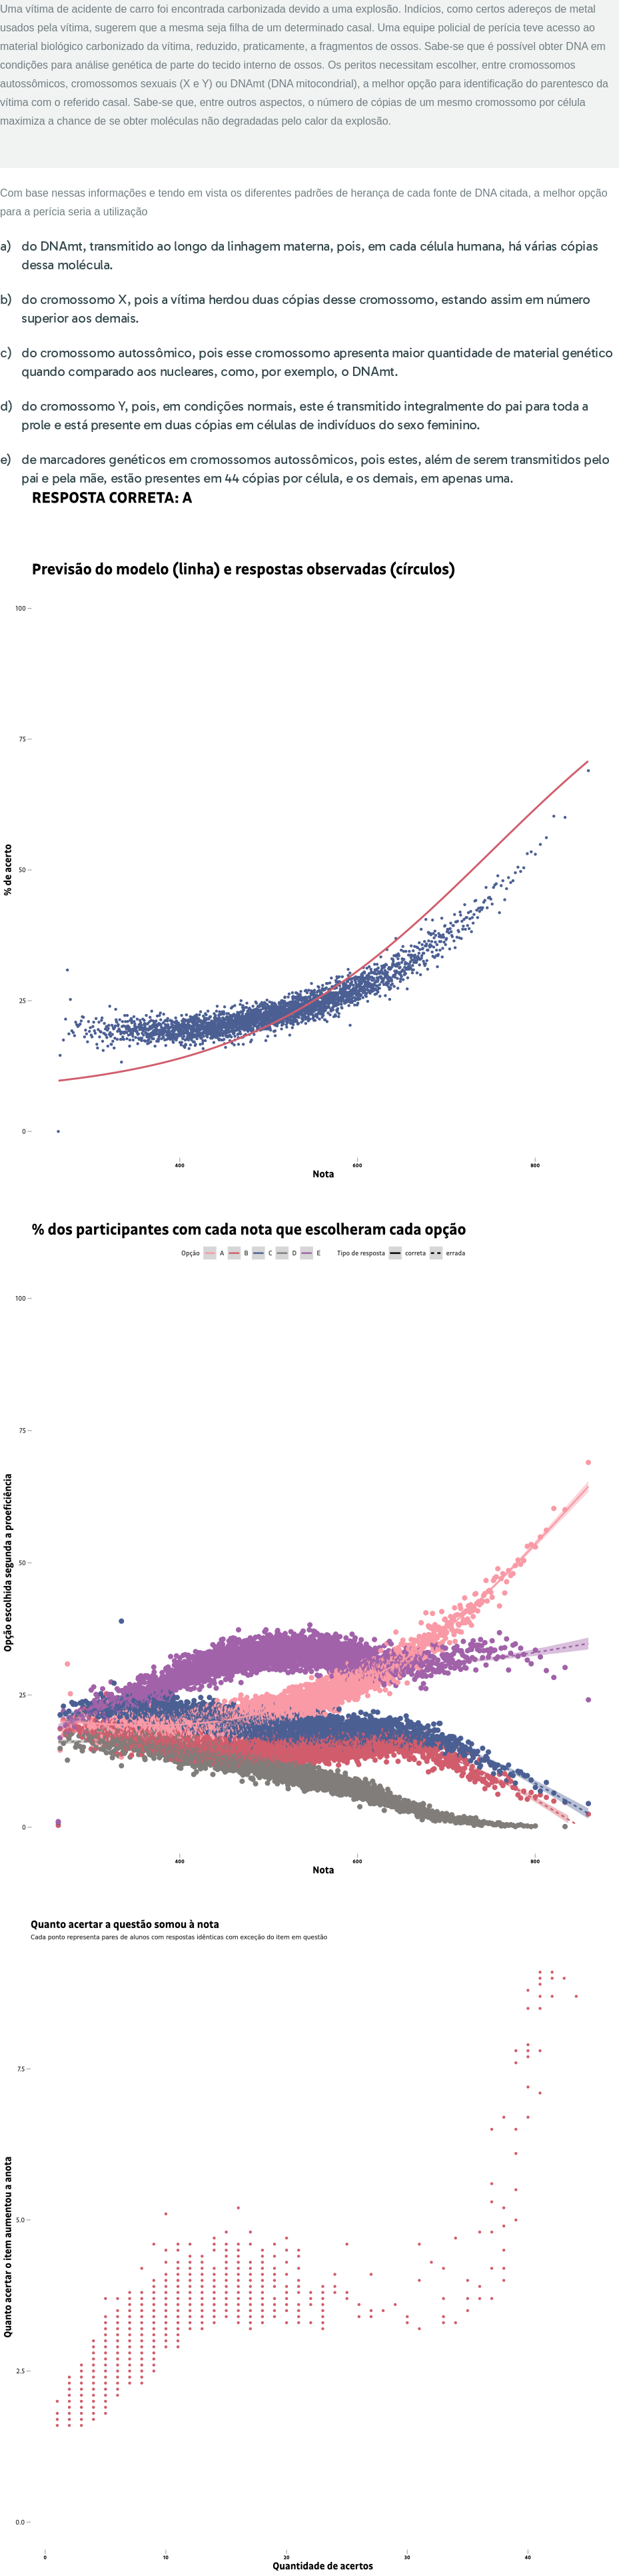 Uma vítima de acidente de carro foi encontrada carbonizada devido a uma explosão. Indícios, como certos adereços de metal
usados pela vítima, sugerem que a mesma seja filha de um determinado casal. Uma equipe policial de perícia teve acesso ao
material biológico carbonizado da vítima, reduzido, praticamente, a fragmentos de ossos. Sabe-se que é possível obter DNA em
condições para análise genética de parte do tecido interno de ossos. Os peritos necessitam escolher, entre cromossomos
autossômicos, cromossomos sexuais (X e Y) ou DNAmt (DNA mitocondrial), a melhor opção para identificação do parentesco da
vítima com o referido casal. Sabe-se que, entre outros aspectos, o número de cópias de um mesmo cromossomo por célula
maximiza a chance de se obter moléculas não degradadas pelo calor da explosão.
Com base nessas informações e tendo em vista os diferentes padrões de herança de cada fonte de DNA citada, a melhor opção
para a perícia seria a utilização
a) do DNAmt, transmitido ao longo da linhagem materna, pois, em cada célula humana, há várias cópias
dessa molécula.
b) do cromossomo X, pois a vítima herdou duas cópias desse cromossomo, estando assim em número
superior aos demais.
c) do cromossomo autossômico, pois esse cromossomo apresenta maior quantidade de material genético
quando comparado aos nucleares, como, por exemplo, o DNAmt.
d) do cromossomo Y, pois, em condições normais, este é transmitido integralmente do pai para toda a
prole e está presente em duas cópias em células de indivíduos do sexo feminino.
e) de marcadores genéticos em cromossomos autossômicos, pois estes, além de serem transmitidos pelo
pai e pela mãe, estão presentes em 44 cópias por célula, e os demais, em apenas uma.
RESPOSTA CORRETA: A
Previsão do modelo (linha) e respostas observadas (círculos)
100
75
% de acerto
50
25
0
400 600 800
Nota
% dos participantes com cada nota que escolheram cada opção
Opção A B C D E Tipo de resposta correta errada
100
75
Opção escolhida segunda a proeficiência
50
25
0
400 600 800
Nota
Quanto acertar a questão somou à nota
Cada ponto representa pares de alunos com respostas idênticas com exceção do item em questão
7.5
Quanto acertar o item aumentou a anota
5.0
2.5
0.0
0 10 20 30 40
Quantidade de acertos